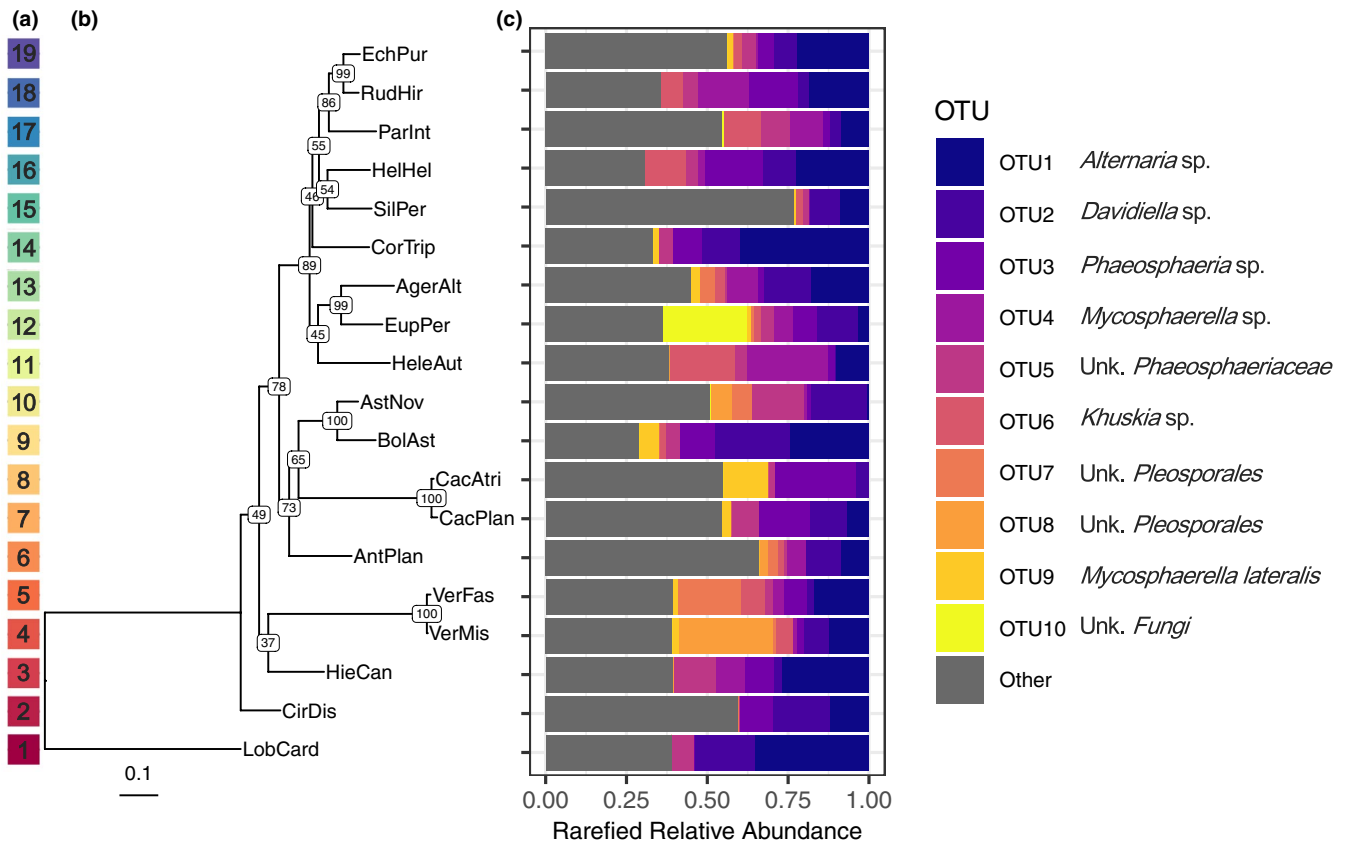 (a)
(b)
(c)
19
18
17
16
15
14
13
12
11
10
9
8
7
6
5
4
3
2
1
EchPur
99
RudHir
86
ParInt
55
HelHel
54
46
SilPer
CorTrip
89
AgerAlt
99
EupPer
45
HeleAut
78
AstNov
100
BolAst
65
CacAtri
100
73
CacPlan
49
AntPlan
VerFas
100
VerMis
37
HieCan
CirDis
LobCard
0.1
0.00 0.25 0.50 0.75 1.00
Rarefied Relative Abundance
OTU
OTU1 Alternaria sp.
OTU2 Davidiella sp.
OTU3 Phaeosphaeria sp.
OTU4 Mycosphaerella sp.
OTU5 Unk. Phaeosphaeriaceae
OTU6 Khuskia sp.
OTU7 Unk. Pleosporales
OTU8 Unk. Pleosporales
OTU9 Mycosphaerella lateralis
OTU10 Unk. Fungi
Other